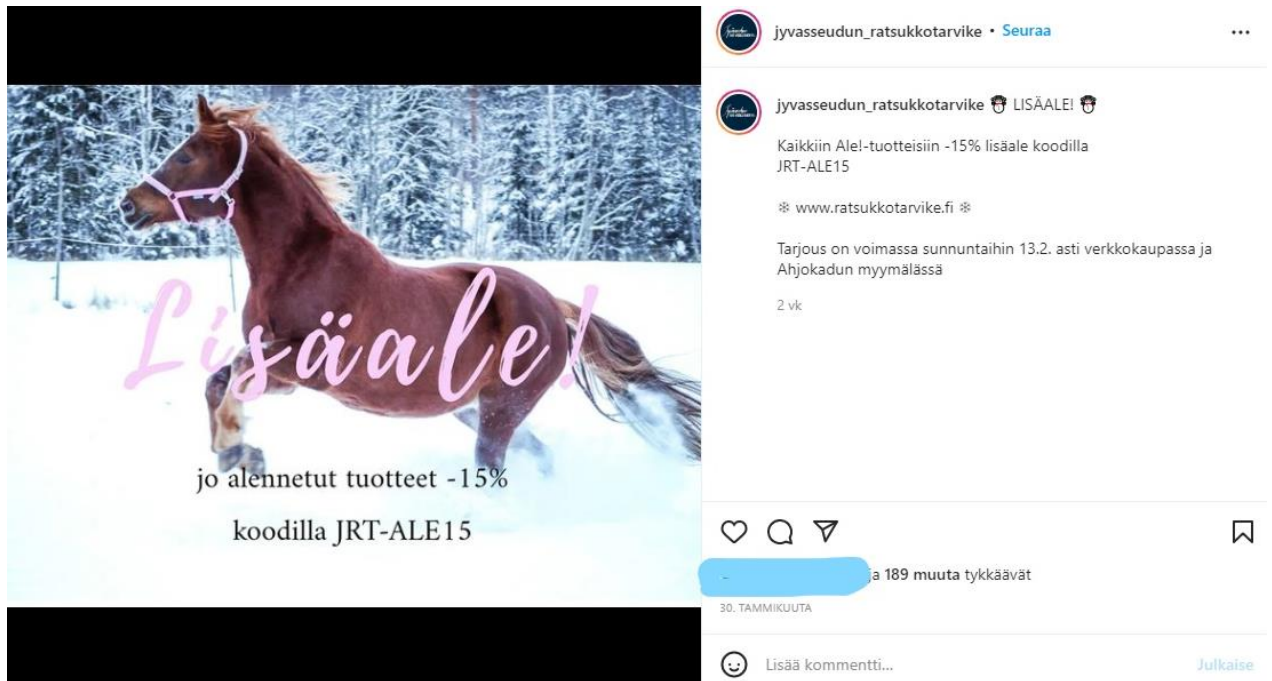 Lisäale!
jo alennetut tuotteet -15%
koodilla JRT-ALE15
jyvasseudun_ratsukkotarvike • Seuraa
jyvasseudun_ratsukkotarvike ⛄ LISÄALE! ⛄
Kaikkiin Ale!-tuotteisiin -15% lisäale koodilla
JRT-ALE15
❄ www.ratsukkotarvike.fi ❄
Tarjous on voimassa sunnuntaihin 13.2. asti verkkokaupassa ja
Ahjokadun myymälässä
2 vk
ja 189 muuta tykkäävät
30. TAMMIKUUTA
Lisää kommentti... Julkaise